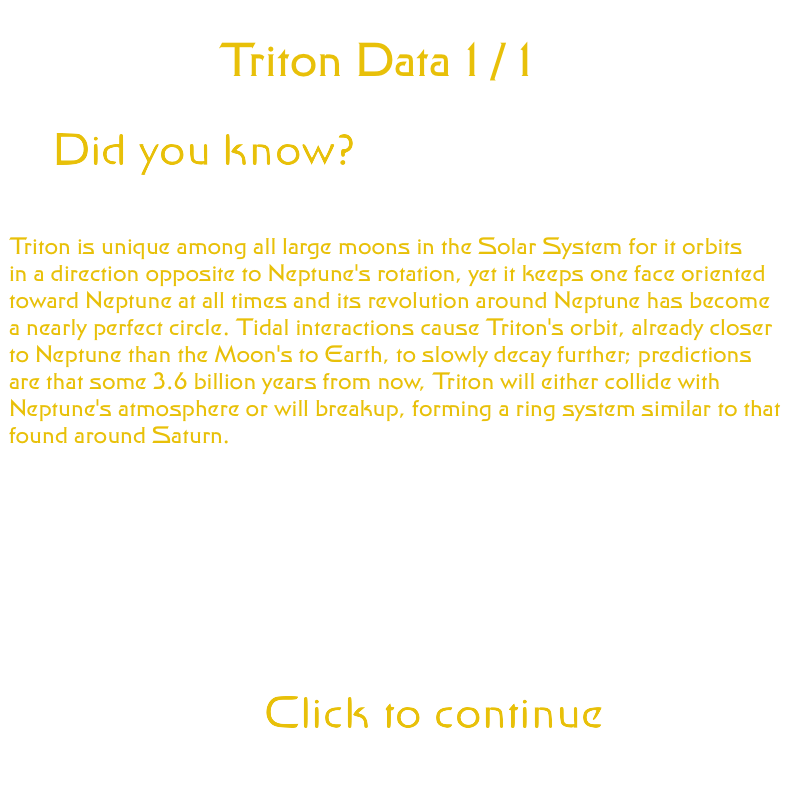 Triton Data 1 / 1
Did you know?
Triton is unique among all large moons in the Solar System for it orbits
in a direction opposite to Neptune's rotation, yet it keeps one face oriented
toward Neptune at all times and its revolution around Neptune has become
a nearly perfect circle. Tidal interactions cause Triton's orbit, already closer
to Neptune than the Moon's to Earth, to slowly decay further; predictions
are that some 3.6 billion years from now, Triton will either collide with
Neptune's atmosphere or will breakup, forming a ring system similar to that
found around Saturn.
Click to continue